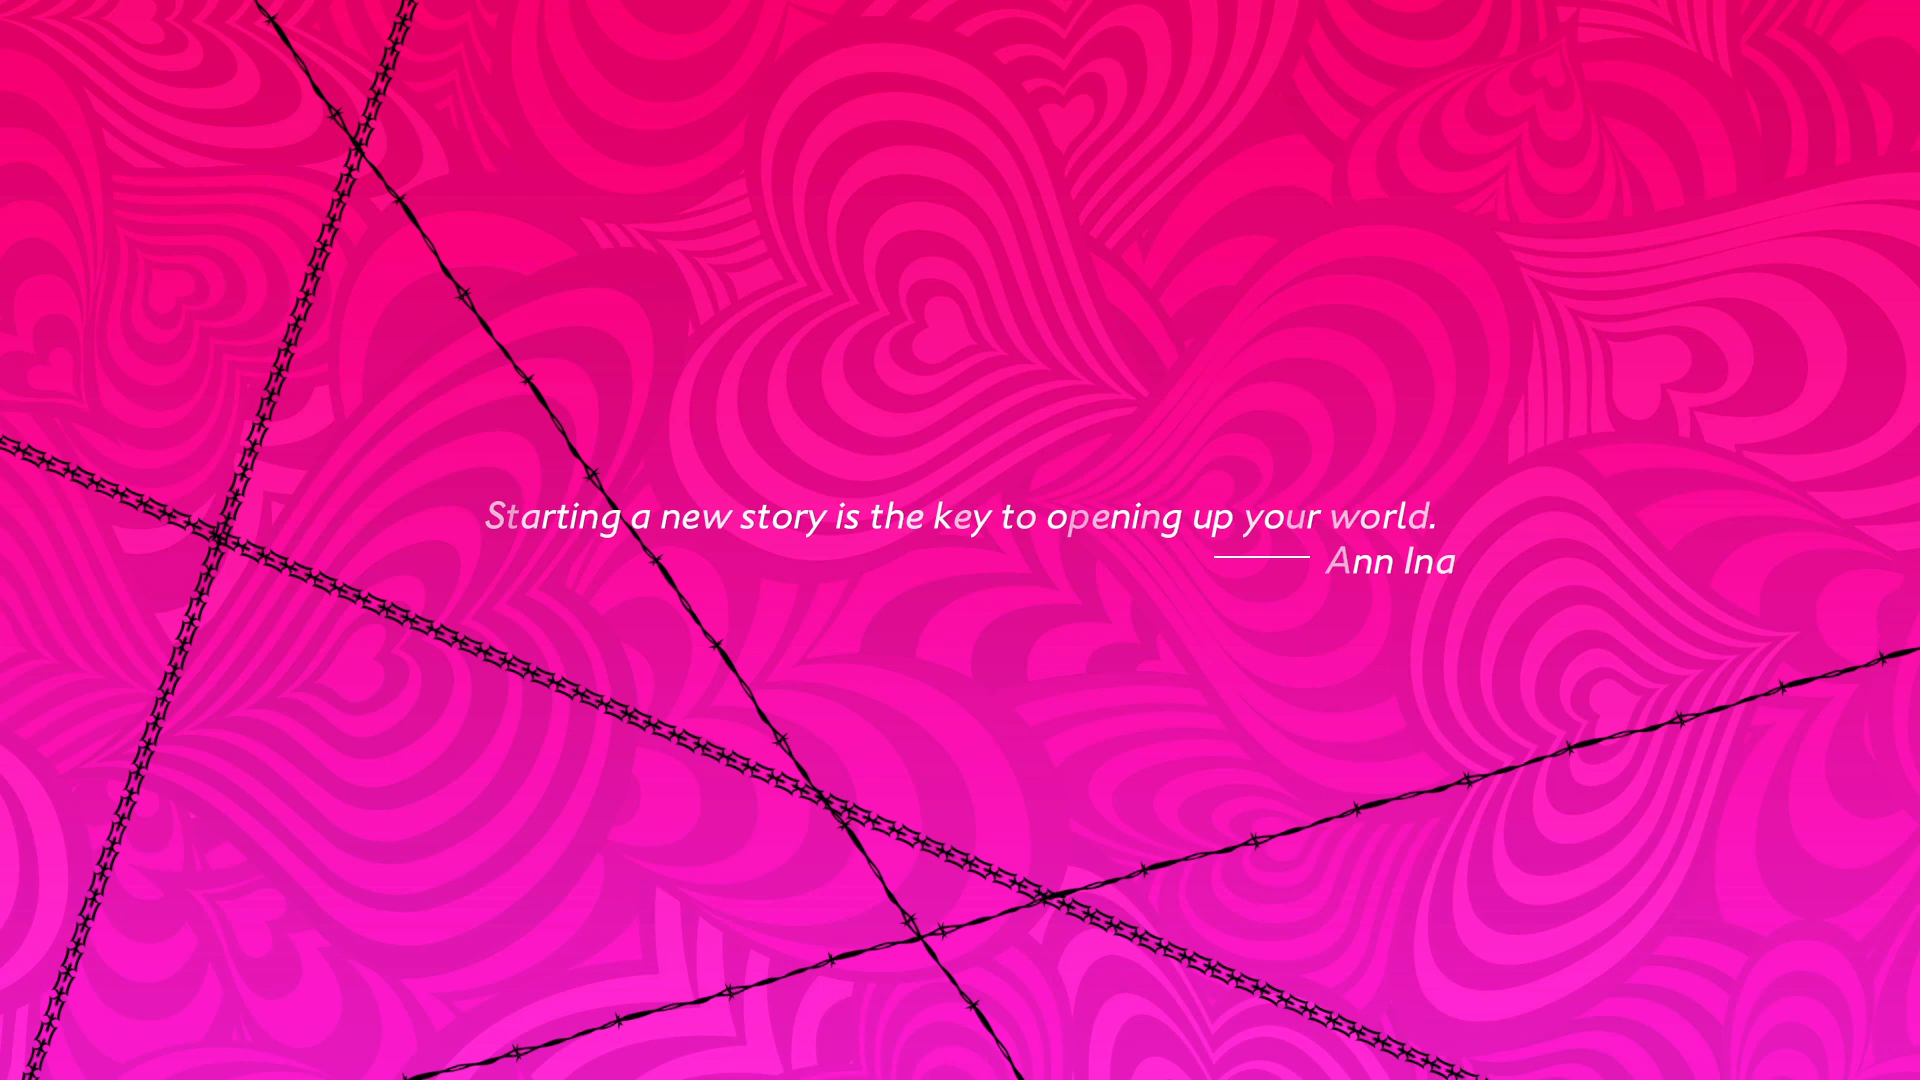 Starting a new story is the key to opening up your world.
—— Ann Ina